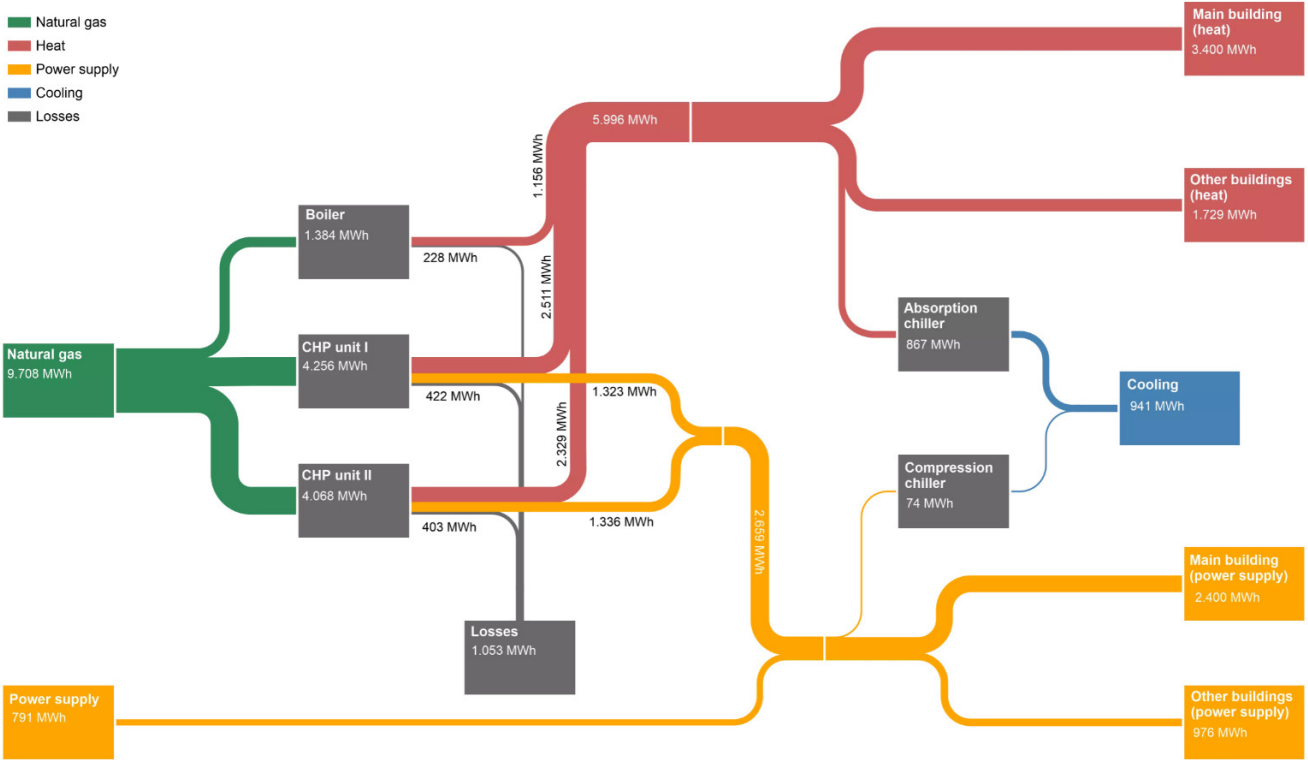 Natural gas
Heat
Power supply
Cooling
Losses
Main building
(heat)
3.400 MWh
5.996 MWh
1.156 MWh
Other buildings
(heat)
1.729 MWh
Boiler
1.384 MWh
228 MWh
2.511 MWh
Absorption
chiller
867 MWh
Natural gas
9.708 MWh
CHP unit I
4.256 MWh
422 MWh
1.323 MWh
Cooling
941 MWh
2.329 MWh
CHP unit II
4.068 MWh
403 MWh
1.336 MWh
Compression
chiller
74 MWh
2.659 MWh
Main building
(power supply)
2.400 MWh
Losses
1.053 MWh
Power supply
791 MWh
Other buildings
(power supply)
976 MWh